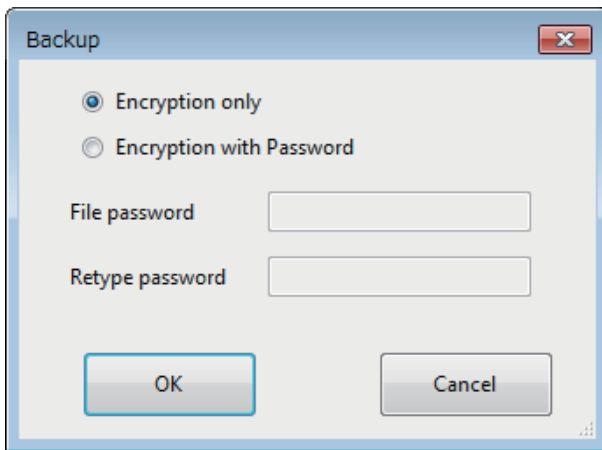 Backup
Encryption only
Encryption with Password
File password
Retype password
OK Cancel